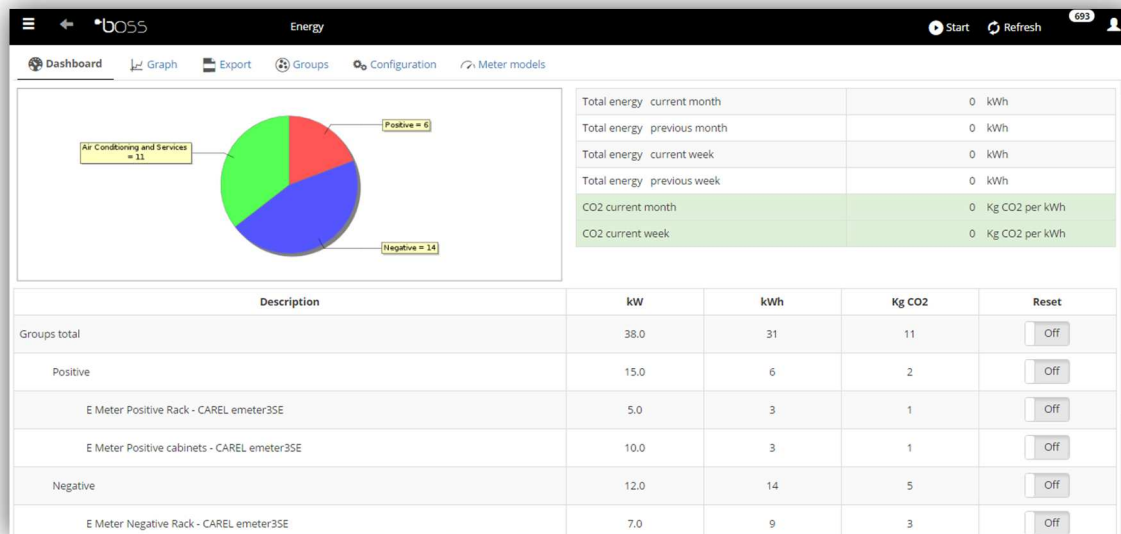 boss
Energy
Start
Refresh
693
Dashboard
Graph
Export
Groups
Configuration
Meter models
Positive = 6
Air Conditioning and Services
= 11
Negative = 14
Total energy current month 0 kWh
Total energy previous month 0 kWh
Total energy current week 0 kWh
Total energy previous week 0 kWh
CO2 current month 0 Kg CO2 per kWh
CO2 current week 0 Kg CO2 per kWh
Description kW kWh Kg CO2 Reset
Groups total 38.0 31 11 Off
Positive 15.0 6 2 Off
E Meter Positive Rack - CAREL emeter3SE 5.0 3 1 Off
E Meter Positive cabinets - CAREL emeter3SE 10.0 3 1 Off
Negative 12.0 14 5 Off
E Meter Negative Rack - CAREL emeter3SE 7.0 9 3 Off